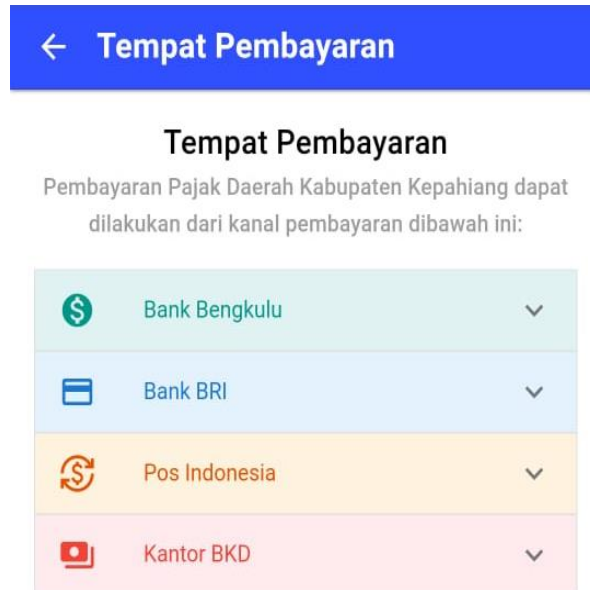 Tempat Pembayaran
Tempat Pembayaran
Pembayaran Pajak Daerah Kabupaten Kepahiang dapat
dilakukan dari kanal pembayaran dibawah ini:
Bank Bengkulu
Bank BRI
Pos Indonesia
Kantor BKD